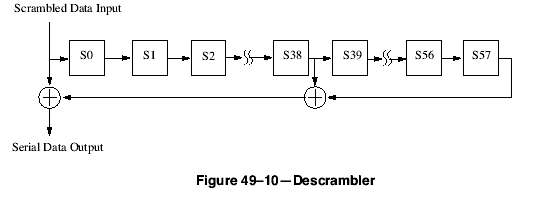 Scrambled Data Input
S0 S1 S2 S38 S39 S56 S57
Serial Data Output
Figure 49–10—Descrambler